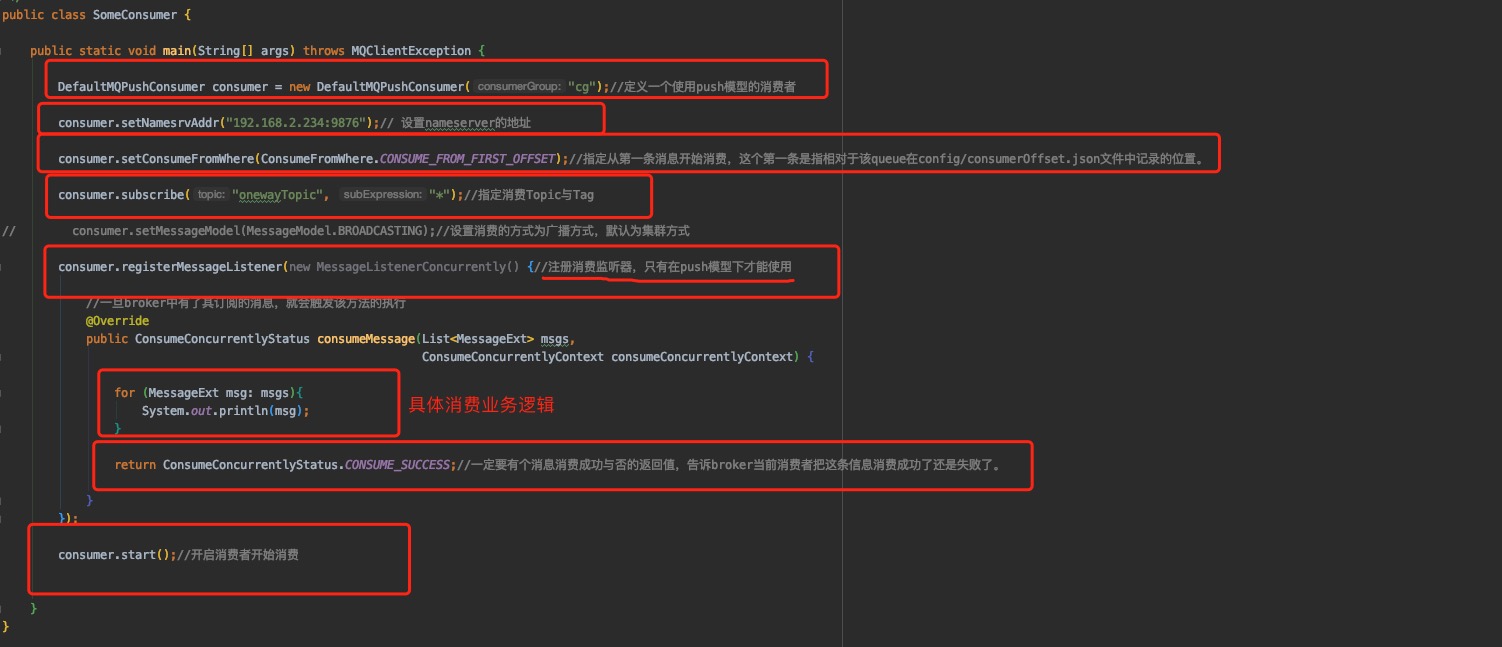 public class SomeConsumer {
public static void main(String[] args) throws MQClientException {
DefaultMQPushConsumer consumer = new DefaultMQPushConsumer( consumerGroup: "cg");//定义一个使用push模型的消费者
consumer.setNamesrvAddr("192.168.2.234:9876");// 设置nameserver的地址
consumer.setConsumeFromWhere(ConsumeFromWhere.CONSUME_FROM_FIRST_OFFSET);//指定从第一条消息开始消费，这个第一条是指相对于该queue在config/consumerOffset.json文件中记录的位置。
consumer.subscribe( topic: "onewayTopic", subExpression: "*");//指定消费Topic与Tag
// consumer.setMessageModel(MessageModel.BROADCASTING);//设置消费的方式为广播方式，默认为集群方式
consumer.registerMessageListener(new MessageListenerConcurrently() {//注册消费监听器，只有在push模型下才能使用
//一旦broker中有了其订阅的消息，就会触发该方法的执行
@Override
public ConsumeConcurrentlyStatus consumeMessage(List<MessageExt> msgs,
ConsumeConcurrentlyContext consumeConcurrentlyContext) {
for (MessageExt msg: msgs){
具体消费业务逻辑
System.out.println(msg);
}
return ConsumeConcurrentlyStatus.CONSUME_SUCCESS;//一定要有个消息消费成功与否的返回值，告诉broker当前消费者把这条信息消费成功了还是失败了。
}
});
consumer.start();//开启消费者开始消费
}
}